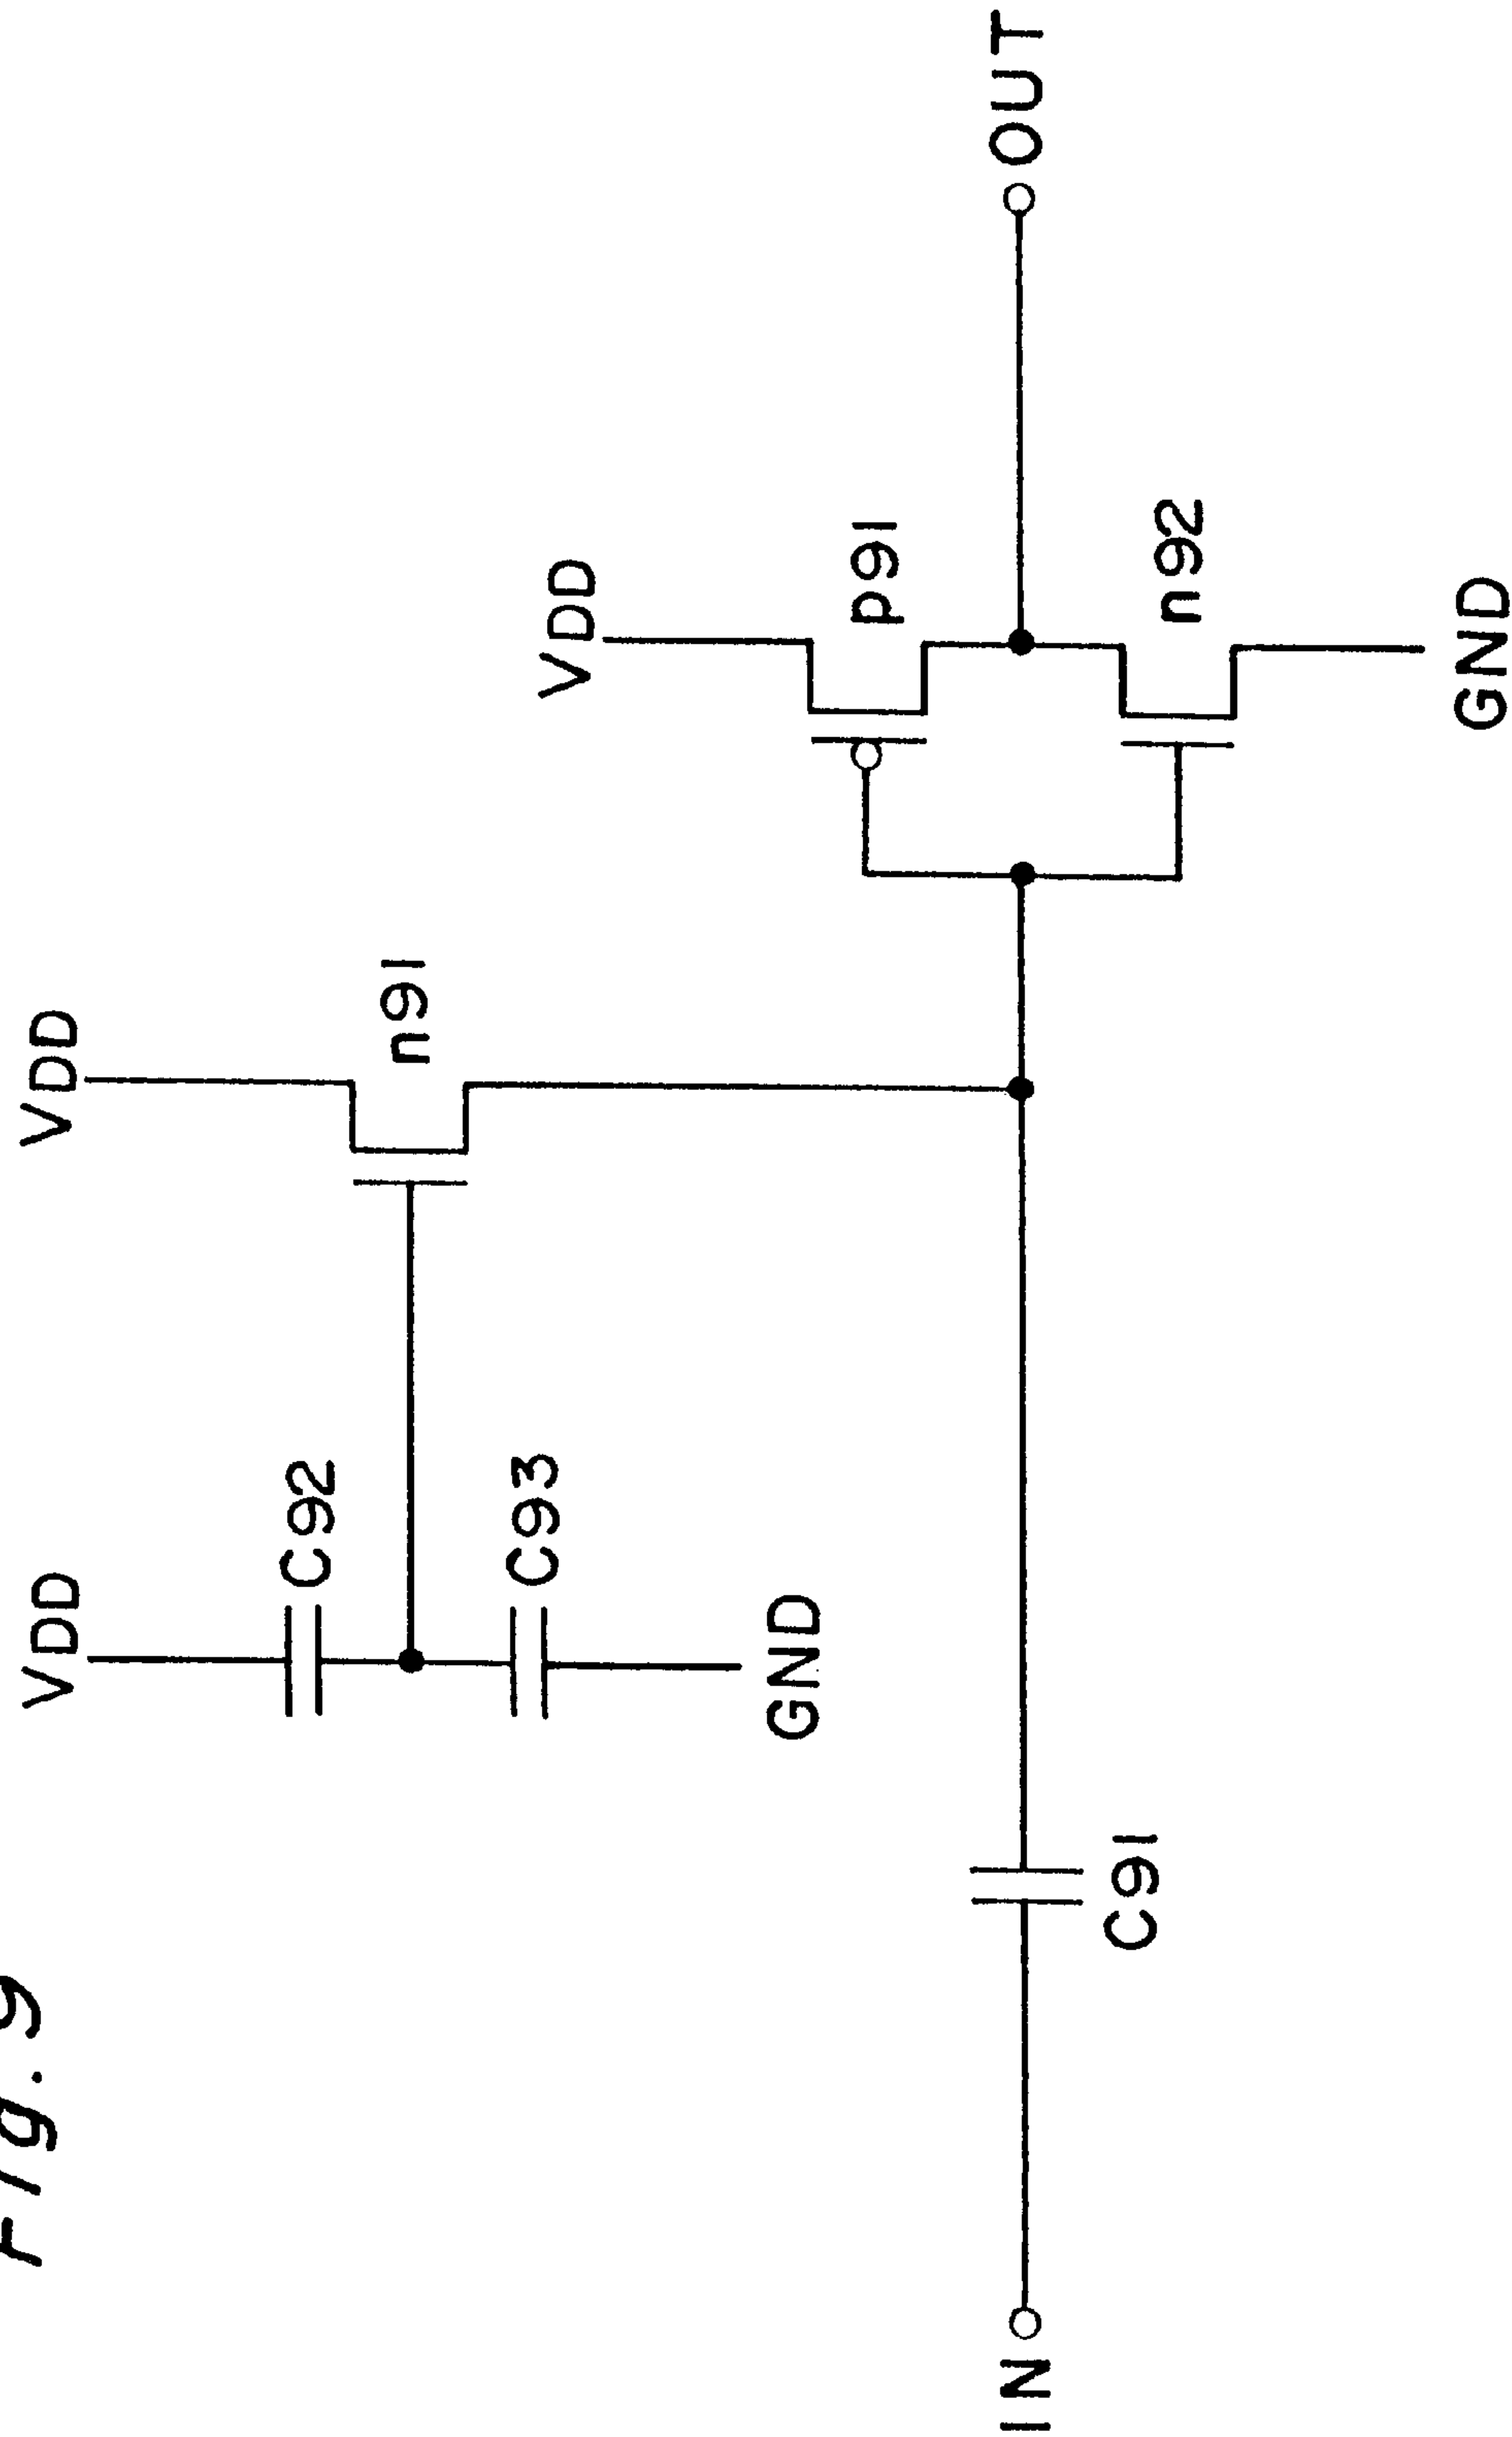 Fig. 9
VDD
VDD
C92
n91
C93
VDD
GND
p91
IN
OUT
C91
n92
GND